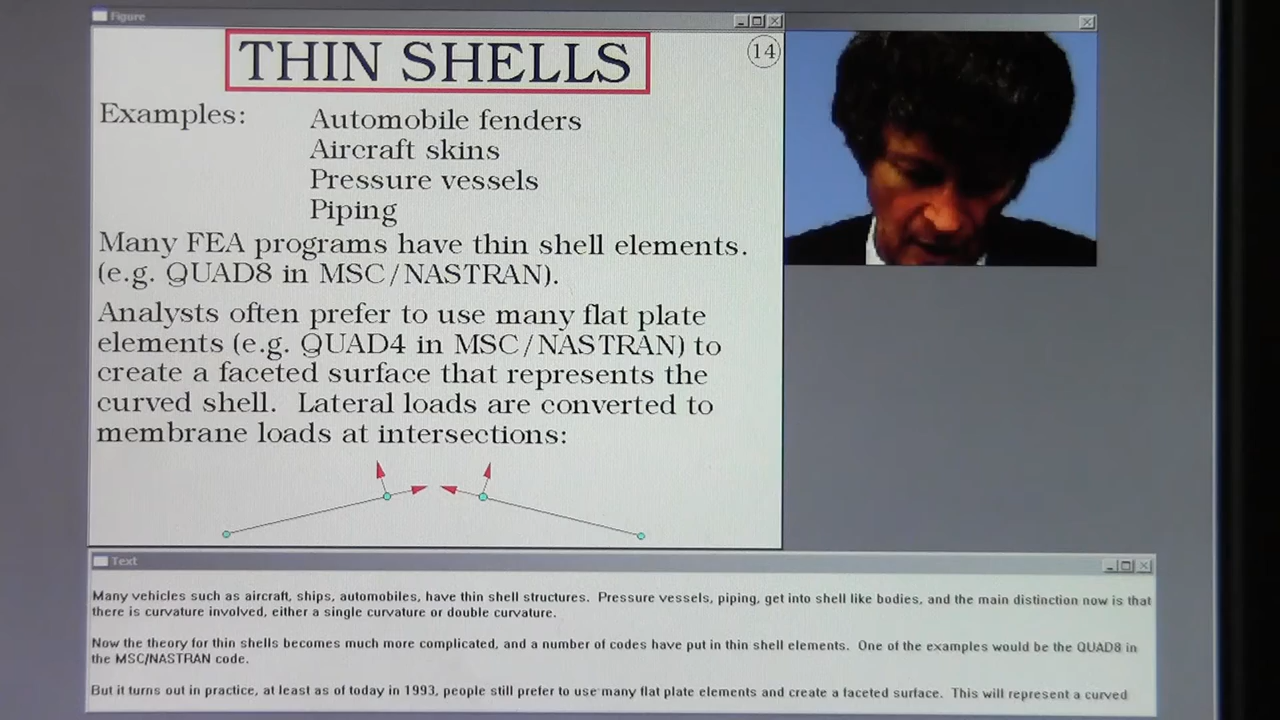 Figure
THIN SHELLS
14
Examples:
Automobile fenders
Aircraft skins
Pressure vessels
Piping
Many FEA programs have thin shell elements.
(e.g. QUAD8 in MSC/NASTRAN).
Analysts often prefer to use many flat plate
elements (e.g. QUAD4 in MSC/NASTRAN) to
create a faceted surface that represents the
curved shell. Lateral loads are converted to
membrane loads at intersections:
Text
Many vehicles such as aircraft, ships, automobiles, have thin shell structures. Pressure vessels, piping, get into shell like bodies, and the main distinction now is that
there is curvature involved, either a single curvature or double curvature.
Now the theory for thin shells becomes much more complicated, and a number of codes have put in thin shell elements. One of the examples would be the QUAD8 in
the MSC/NASTRAN code.
But it turns out in practice, at least as of today in 1993, people still prefer to use many flat plate elements and create a faceted surface. This will represent a curved